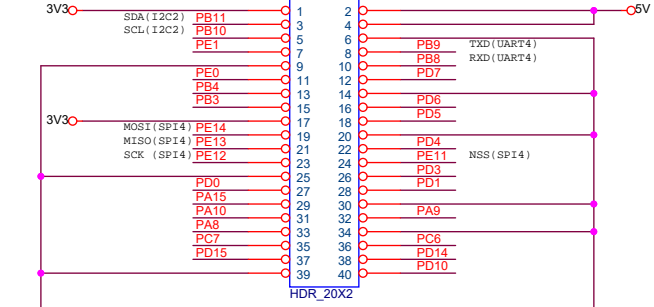 3V3 1 2 5V
SDA(I2C2) PB11 3 4
SCL(I2C2) PB10 5 6
PE1 7 8 PB9 TXD(UART4)
9 10 PB8 RXD(UART4)
PE0 11 12 PD7
PB4 13 14
PB3 15 16 PD6
3V3 17 18 PD5
MOSI(SPI4) PE14 19 20
MISO(SPI4) PE13 21 22 PD4
SCK (SPI4) PE12 23 24 PE11 NSS(SPI4)
25 26 PD3
PD0 27 28 PD1
PA15 29 30
PA10 31 32 PA9
PA8 33 34
PC7 35 36 PC6
PD15 37 38 PD14
39 40 PD10
HDR_20X2